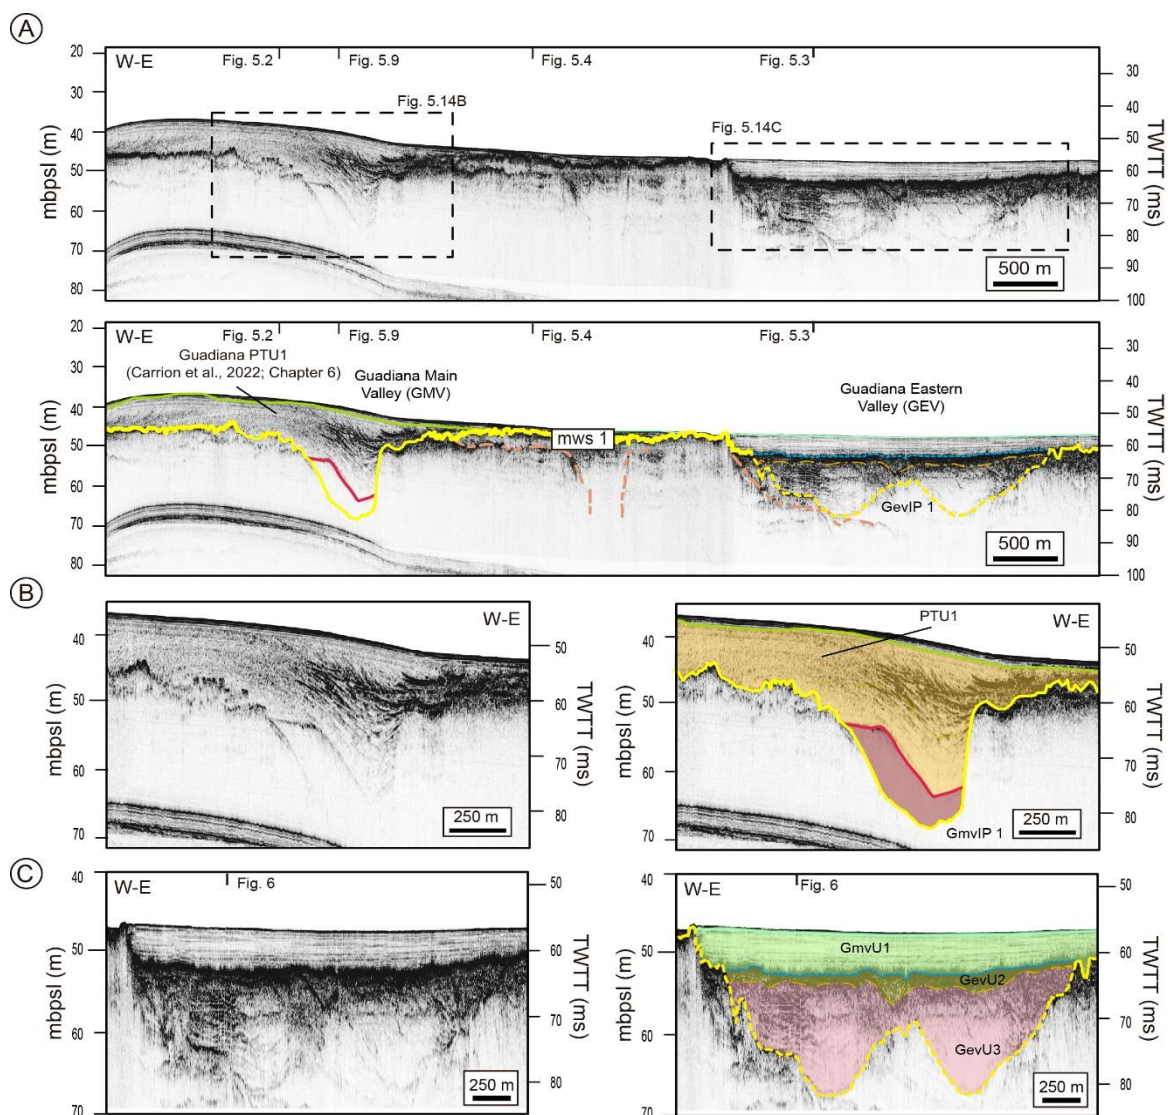 A
W-E
Fig. 5.2
Fig. 5.9
Fig. 5.4
Fig. 5.3
Fig. 5.14B
Fig. 5.14C
20
30
40
50
60
70
80
mbpsl (m)
30
40
50
60
70
80
90
100
TWTT (ms)
500 m
W-E
Fig. 5.2
Fig. 5.9
Fig. 5.4
Fig. 5.3
Guadiana PTU1
(Carrion et al., 2022; Chapter 6)
Guadiana Main
Valley (GMV)
Guadiana Eastern
Valley (GEV)
mws 1
GevIP 1
20
30
40
50
60
70
80
mbpsl (m)
30
40
50
60
70
80
90
100
TWTT (ms)
500 m
B
W-E
40
50
60
70
mbpsl (m)
50
60
70
80
TWTT (ms)
250 m
PTU1
W-E
40
50
60
70
mbpsl (m)
50
60
70
80
TWTT (ms)
GmvIP 1
250 m
C
W-E
Fig. 6
40
50
60
70
mbpsl (m)
50
60
70
80
TWTT (ms)
250 m
W-E
Fig. 6
40
50
60
70
mbpsl (m)
GmvU1
GevU2
GevU3
50
60
70
80
TWTT (ms)
250 m